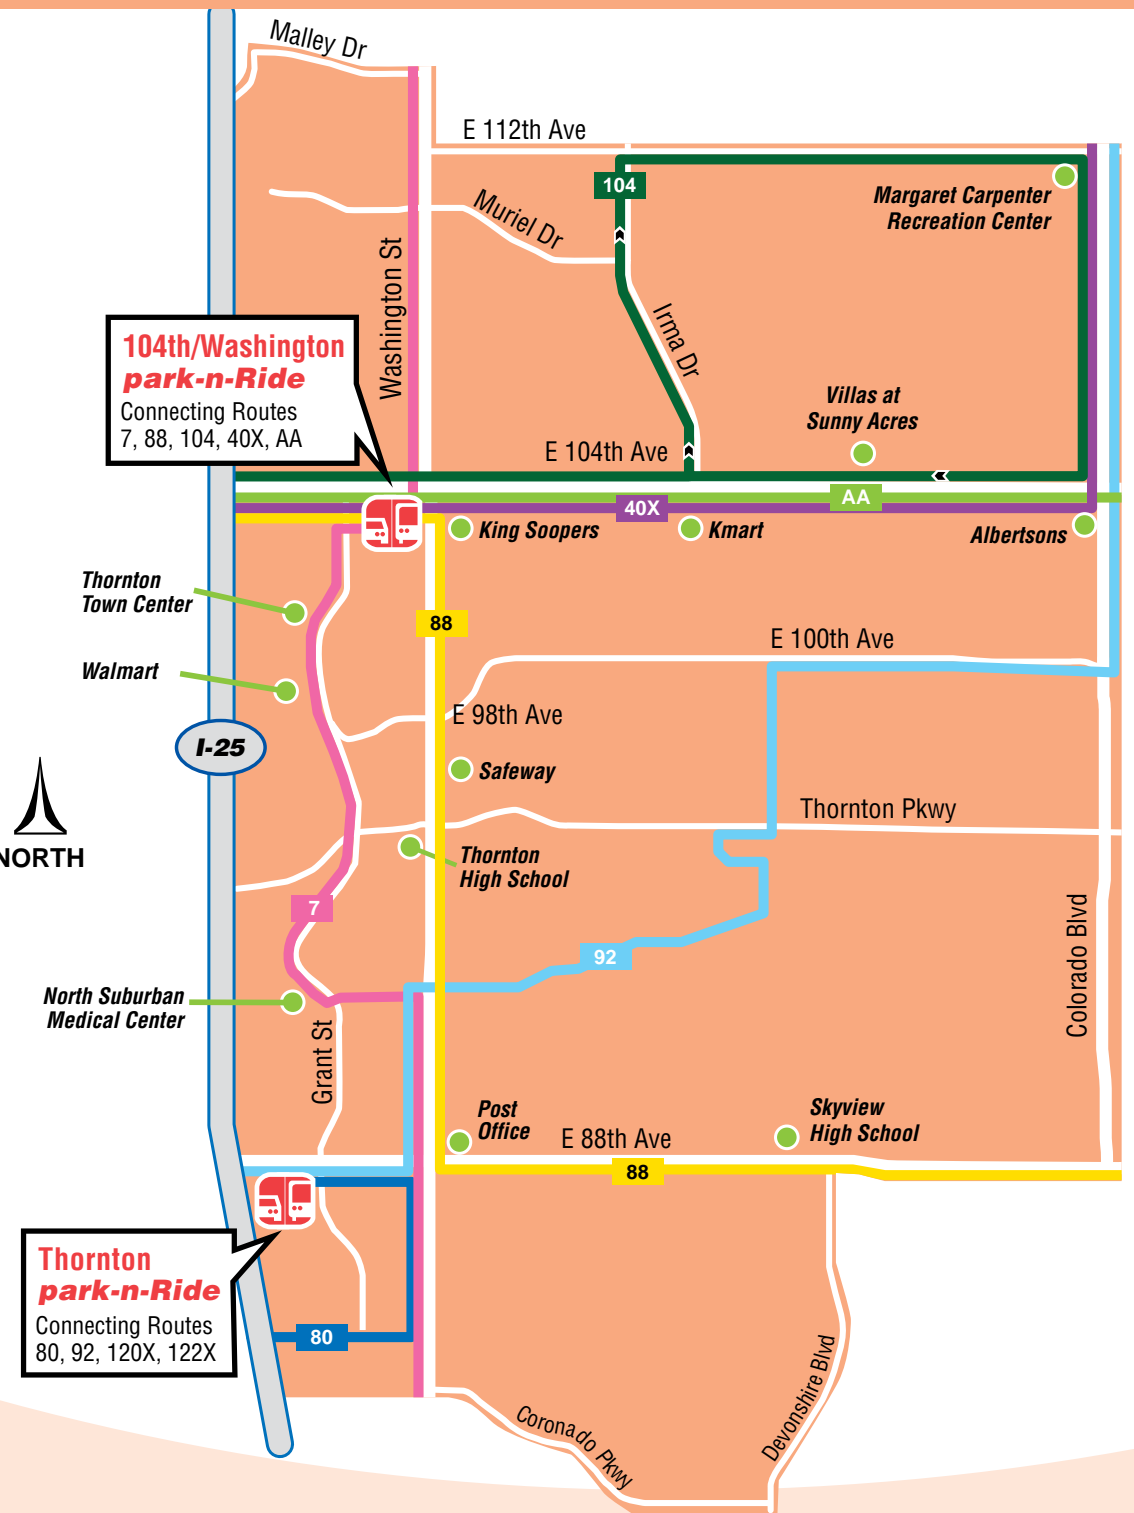 Malley Dr
E 112th Ave
104
Margaret Carpenter
Recreation Center
Muriel Dr
Washington St
Irma Dr
104th/Washington
park-n-Ride
Connecting Routes
7, 88, 104, 40X, AA
Villas at
Sunny Acres
E 104th Ave
AA
40X
King Soopers
Kmart
Albertsons
Thornton
Town Center
88
E 100th Ave
Walmart
E 98th Ave
I-25
Safeway
Thornton Pkwy
NORTH
Thornton
High School
7
Colorado Blvd
92
North Suburban
Medical Center
Grant St
Post
Office
E 88th Ave
Skyview
High School
88
Thornton
park-n-Ride
Connecting Routes
80, 92, 120X, 122X
80
Devonshire Blvd
Coronado Pkwy